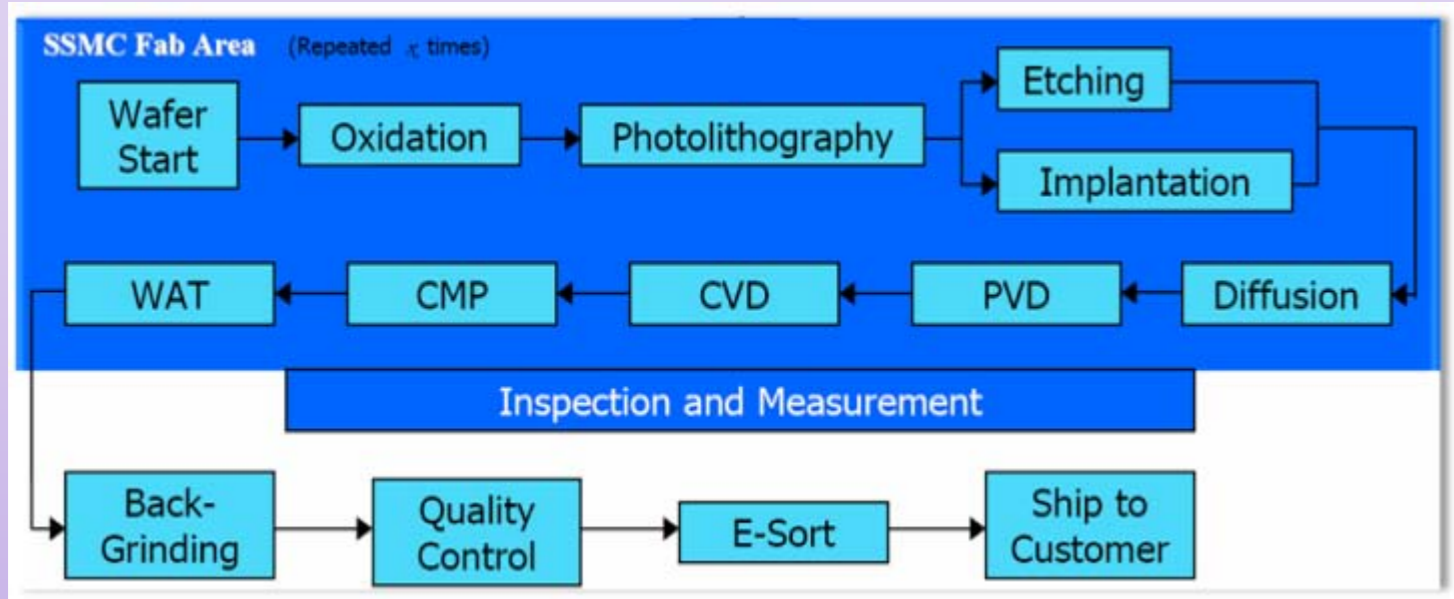 SSMC Fab Area (Repeated x times)
Wafer
Start
Oxidation
Photolithography
Etching
Implantation
WAT
CMP
CVD
PVD
Diffusion
Inspection and Measurement
Back-
Grinding
Quality
Control
E-Sort
Ship to
Customer